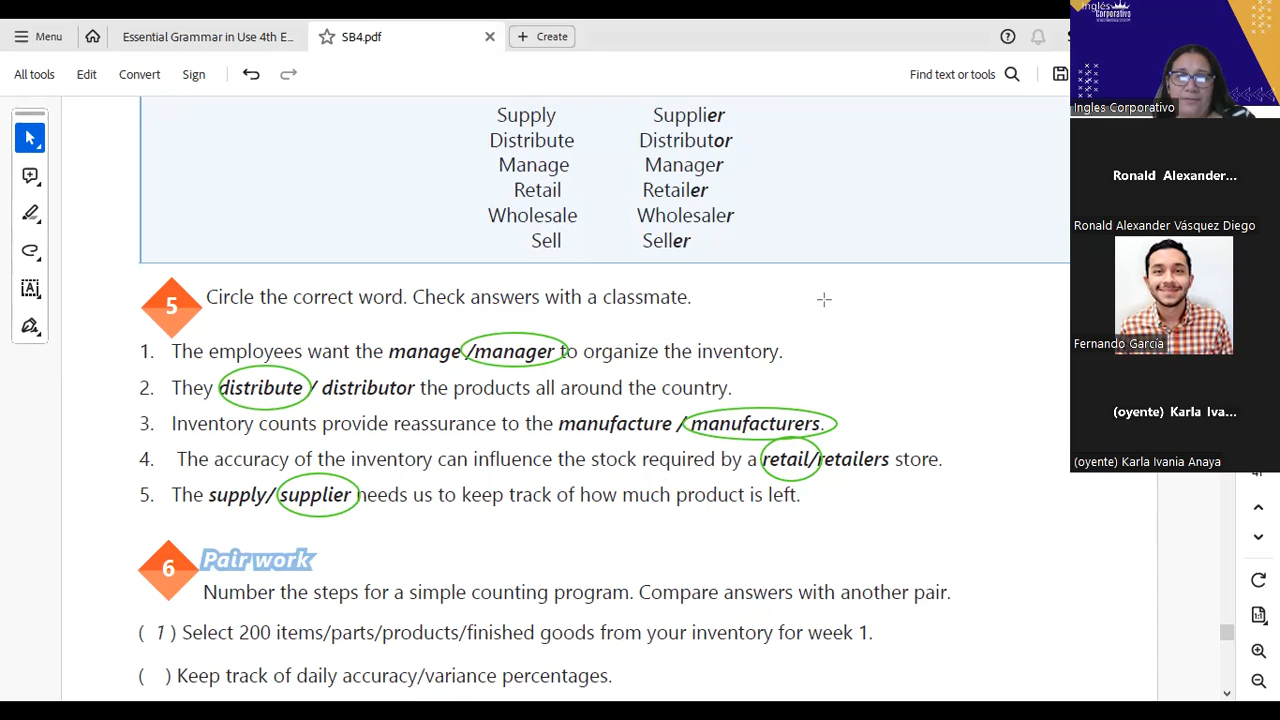 Menu
Essential Grammar in Use 4th E...
SB4.pdf
Create
All tools
Edit
Convert
Sign
Find text or tools
Supply Supplier
Distribute Distributor
Manage Manager
Retail Retailer
Wholesale Wholesaler
Sell Seller
5 Circle the correct word. Check answers with a classmate.
1. The employees want the manage /manager to organize the inventory.
2. They distribute / distributor the products all around the country.
3. Inventory counts provide reassurance to the manufacture / manufacturers.
4. The accuracy of the inventory can influence the stock required by a retail/retailers store.
5. The supply/ supplier needs us to keep track of how much product is left.
6 Pair work
Number the steps for a simple counting program. Compare answers with another pair.
( 1 ) Select 200 items/parts/products/finished goods from your inventory for week 1.
( ) Keep track of daily accuracy/variance percentages.
Inglés
Corporativo
Ingles Corporativo
Ronald Alexander...
Ronald Alexander Vásquez Diego
Fernando García
(oyente) Karla Iva...
(oyente) Karla Ivania Anaya